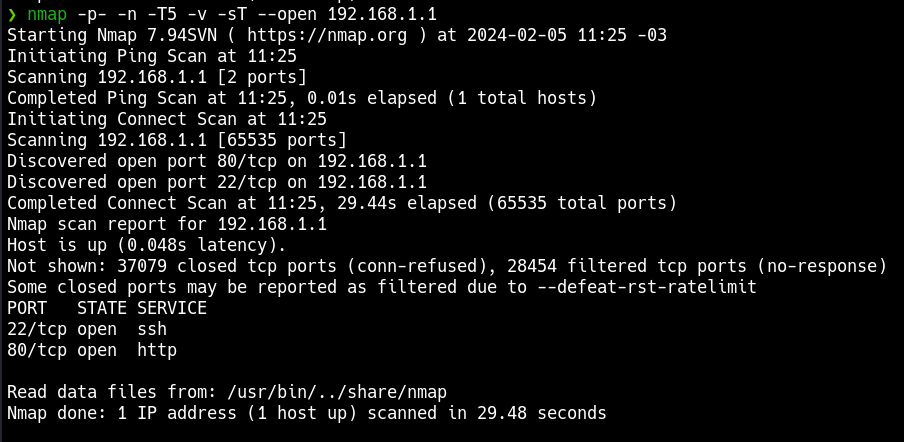 ❯ nmap -p- -n -T5 -v -sT --open 192.168.1.1
Starting Nmap 7.94SVN ( https://nmap.org ) at 2024-02-05 11:25 -03
Initiating Ping Scan at 11:25
Scanning 192.168.1.1 [2 ports]
Completed Ping Scan at 11:25, 0.01s elapsed (1 total hosts)
Initiating Connect Scan at 11:25
Scanning 192.168.1.1 [65535 ports]
Discovered open port 80/tcp on 192.168.1.1
Discovered open port 22/tcp on 192.168.1.1
Completed Connect Scan at 11:25, 29.44s elapsed (65535 total ports)
Nmap scan report for 192.168.1.1
Host is up (0.048s latency).
Not shown: 37079 closed tcp ports (conn-refused), 28454 filtered tcp ports (no-response)
Some closed ports may be reported as filtered due to --defeat-rst-ratelimit
PORT   STATE SERVICE
22/tcp open  ssh
80/tcp open  http

Read data files from: /usr/bin/../share/nmap
Nmap done: 1 IP address (1 host up) scanned in 29.48 seconds